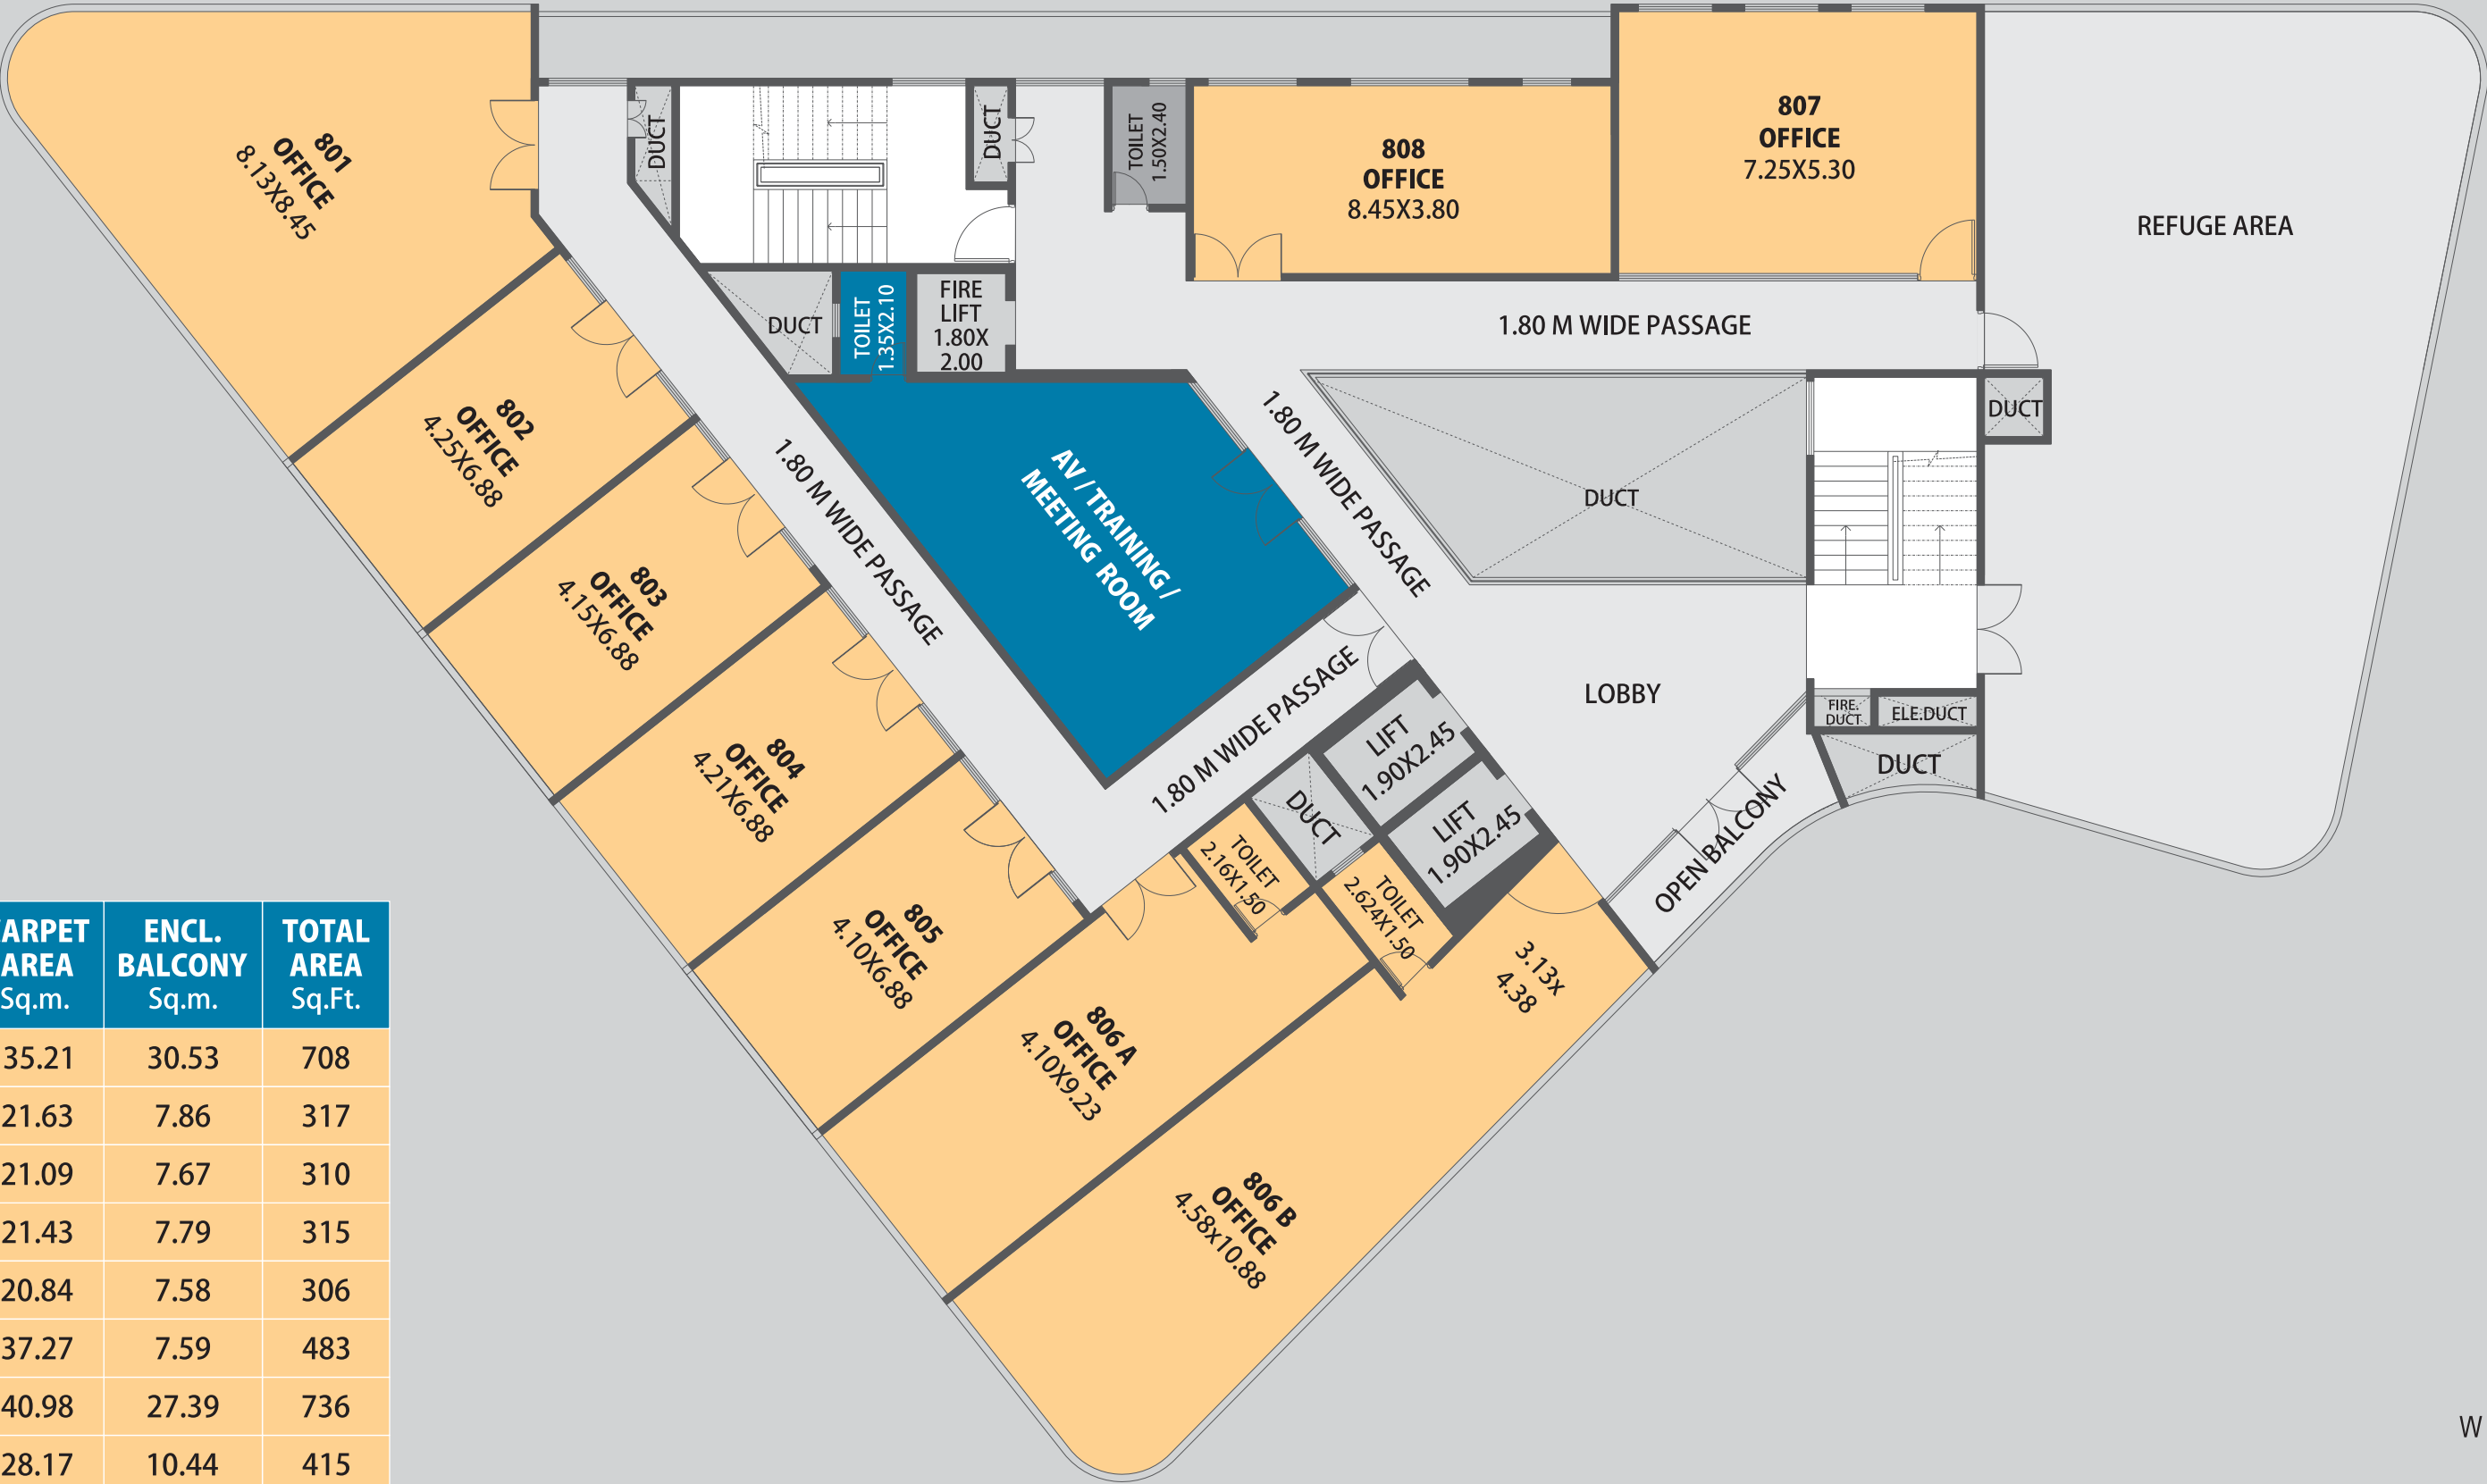 801
OFFICE
8.13X8.45
802
OFFICE
4.25X6.88
803
OFFICE
4.15X6.88
804
OFFICE
4.21X6.88
805
OFFICE
4.10X6.88
806 A
OFFICE
4.10X9.23
806 B
OFFICE
4.58x10.88
3.13x
4.38
DUCT
DUCT
TOILET
1.50X2.40
808
OFFICE
8.45X3.80
807
OFFICE
7.25X5.30
REFUGE AREA
DUCT
TOILET
1.35X2.10
FIRE
LIFT
1.80X
2.00
1.80 M WIDE PASSAGE
1.80 M WIDE PASSAGE
AV / TRAINING /
MEETING ROOM
1.80 M WIDE PASSAGE
DUCT
DUCT
1.80 M WIDE PASSAGE
LOBBY
LIFT
1.90X2.45
LIFT
1.90X2.45
DUCT
TOILET
2.16X1.50
TOILET
2.624X1.50
FIRE.
DUCT
ELE.DUCT
DUCT
OPEN BALCONY
ARPET
AREA
Sq.m.
ENCL.
BALCONY
Sq.m.
TOTAL
AREA
Sq.Ft.
35.21 30.53 708
21.63 7.86 317
21.09 7.67 310
21.43 7.79 315
20.84 7.58 306
37.27 7.59 483
40.98 27.39 736
28.17 10.44 415
W